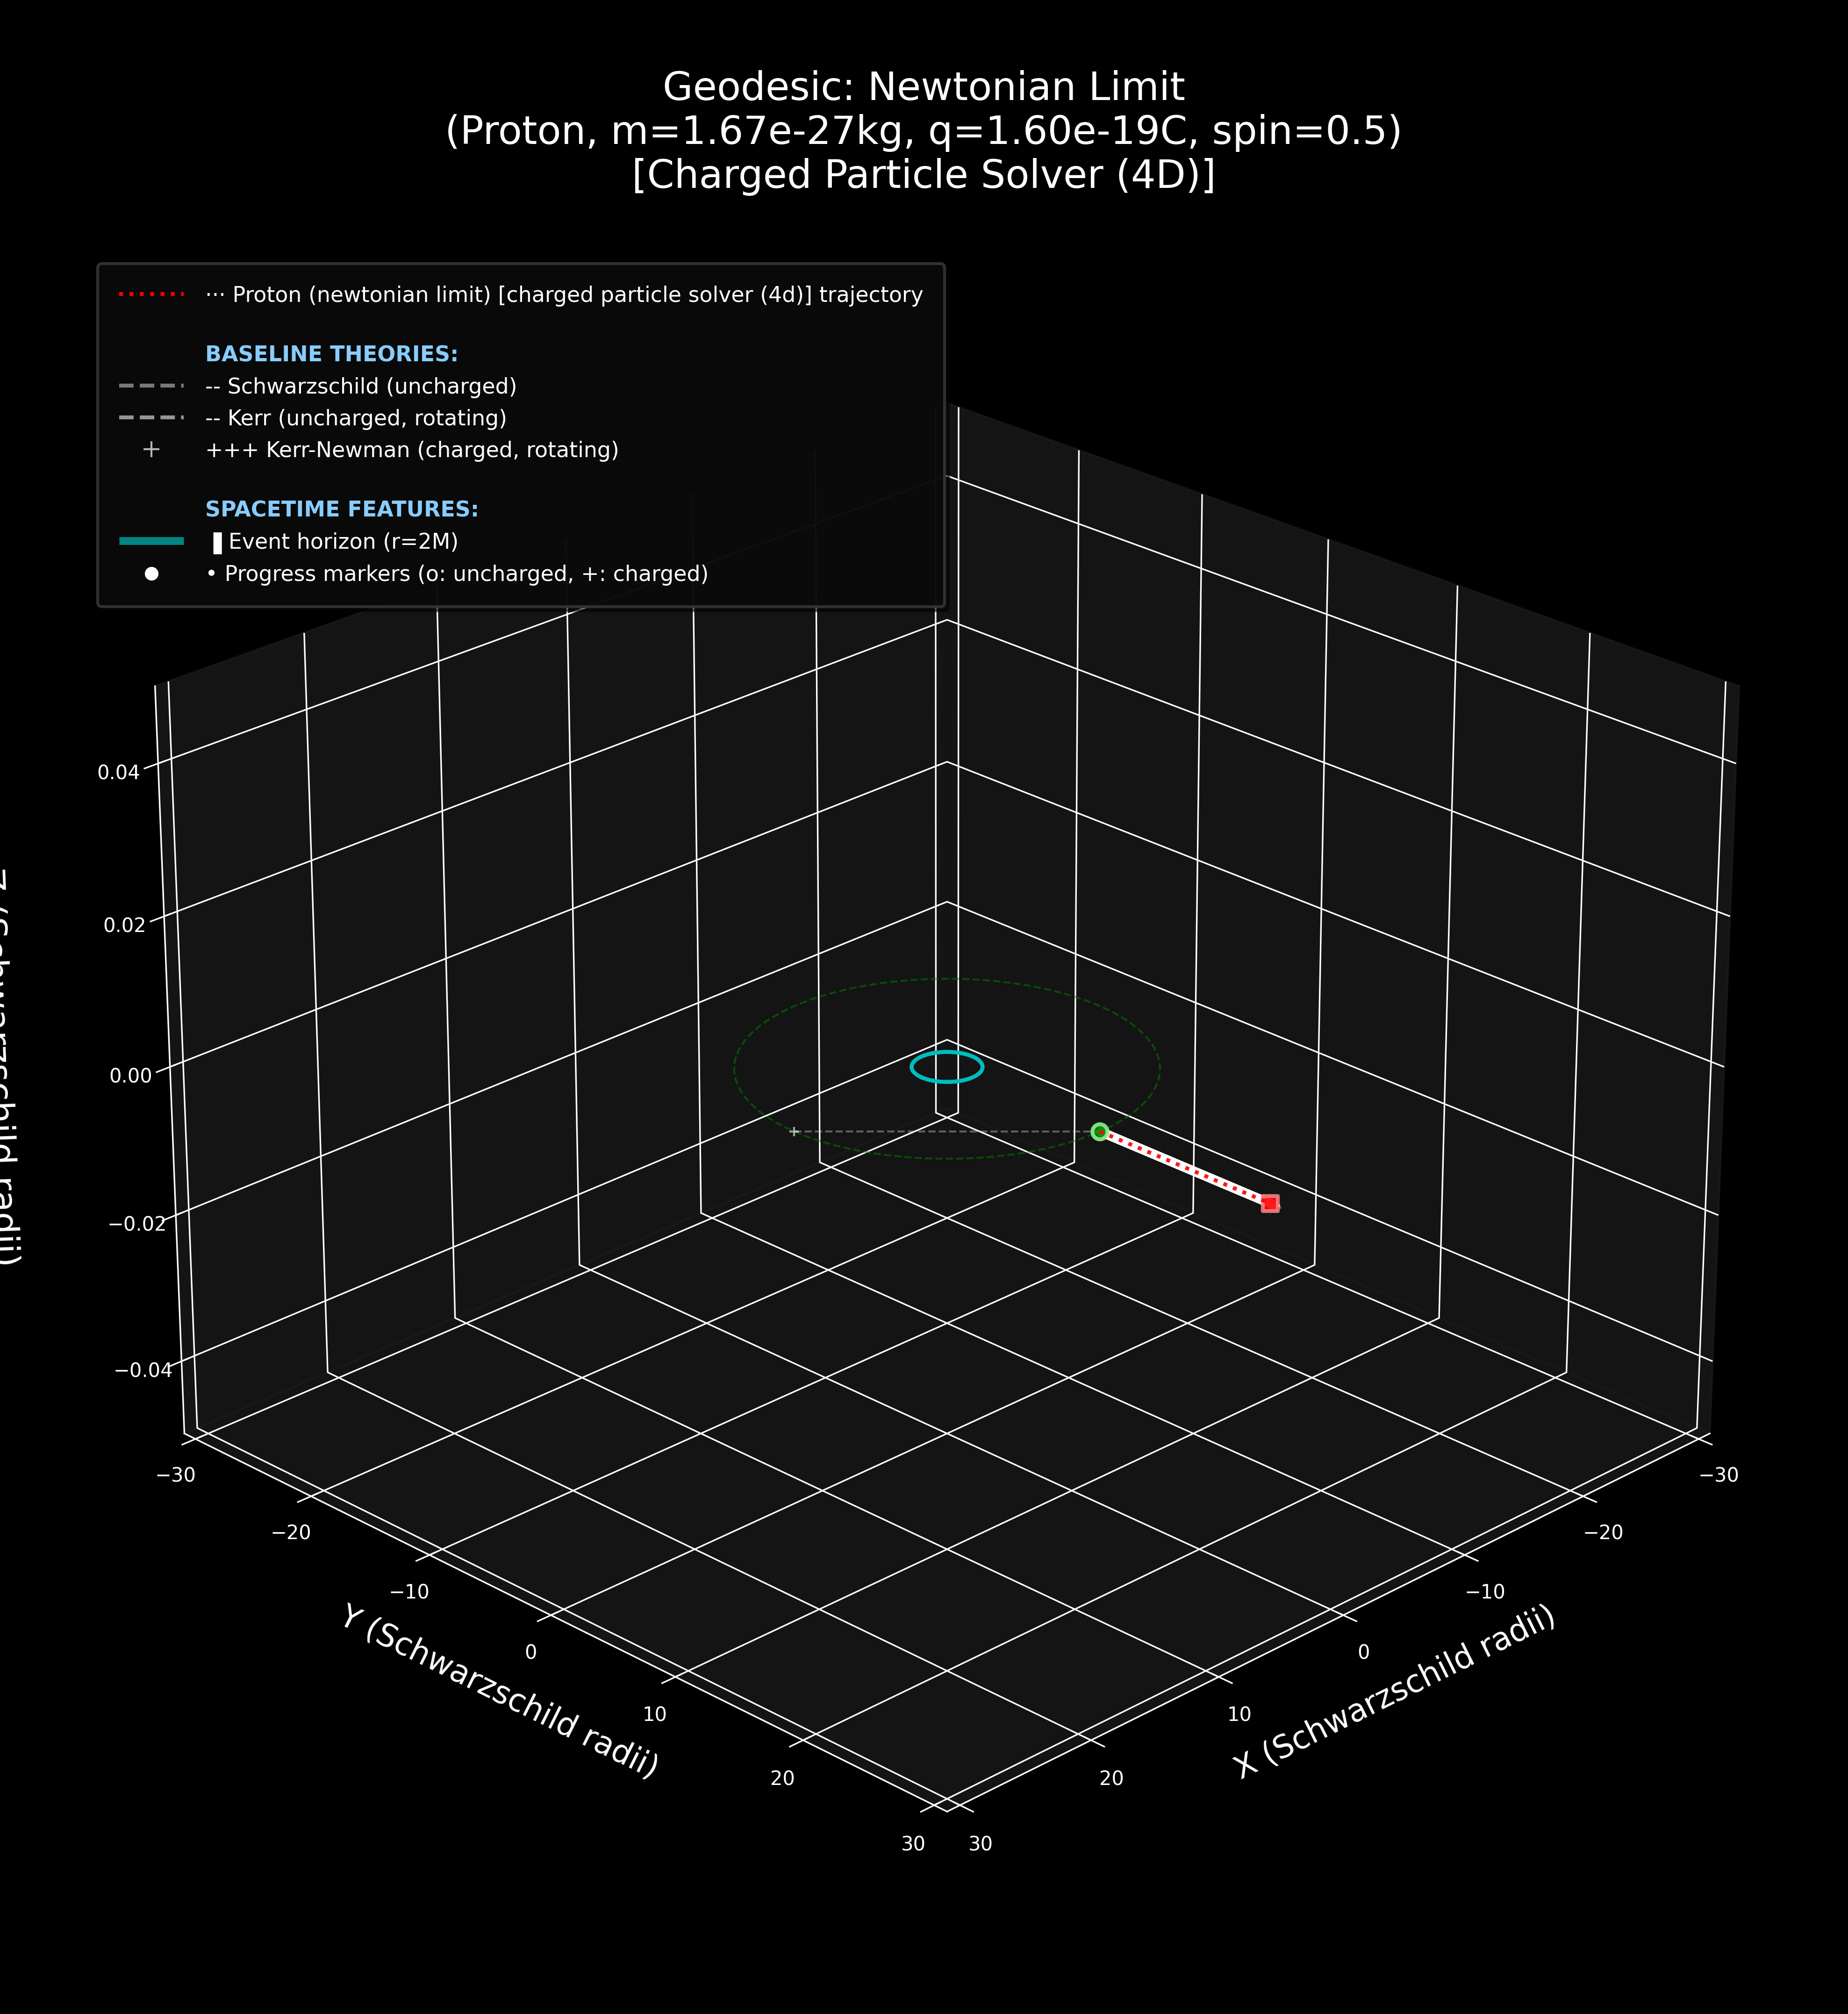 Geodesic: Newtonian Limit
(Proton, m=1.67e-27kg, q=1.60e-19C, spin=0.5)
[Charged Particle Solver (4D)]
··· Proton (newtonian limit) [charged particle solver (4d)] trajectory
BASELINE THEORIES:
-- Schwarzschild (uncharged)
-- Kerr (uncharged, rotating)
+++ Kerr-Newman (charged, rotating)
SPACETIME FEATURES:
▐ Event horizon (r=2M)
• Progress markers (o: uncharged, +: charged)
0.04
0.02
0.00
−0.02
−0.04
Z (Schwarzschild radii)
−30
−20
−10
0
10
20
30
Y (Schwarzschild radii)
−30
−20
−10
0
10
20
30
X (Schwarzschild radii)